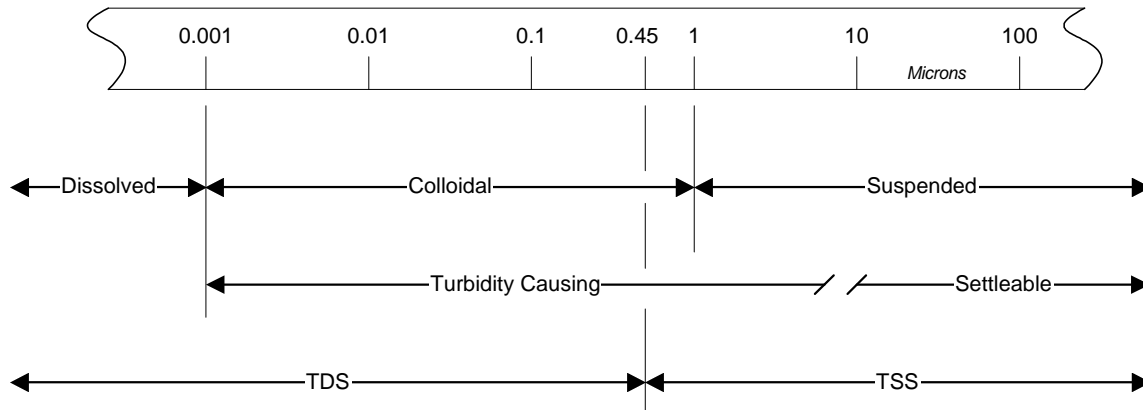 0.001 0.01 0.1 0.45 1 10 100
Microns
Dissolved Colloidal Suspended
Turbidity Causing Settleable
TDS TSS